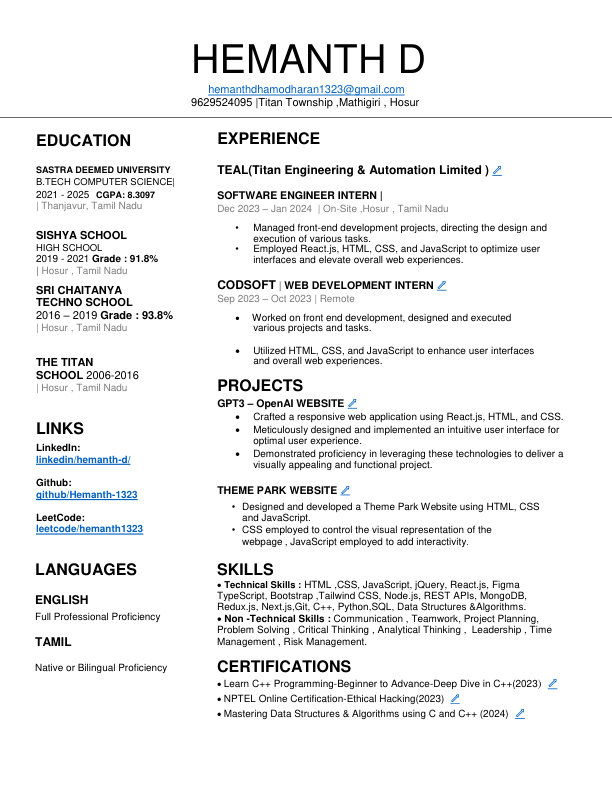 HEMANTH D
hemanthdhamodharan1323@gmail.com
9629524095 |Titan Township ,Mathigiri , Hosur
EDUCATION
SASTRA DEEMED UNIVERSITY
B.TECH COMPUTER SCIENCE|
2021 - 2025 CGPA: 8.3097
| Thanjavur, Tamil Nadu
SISHYA SCHOOL
HIGH SCHOOL
2019 - 2021 Grade : 91.8%
| Hosur , Tamil Nadu
SRI CHAITANYA
TECHNO SCHOOL
2016 – 2019 Grade : 93.8%
| Hosur , Tamil Nadu
THE TITAN
SCHOOL 2006-2016
| Hosur , Tamil Nadu
LINKS
LinkedIn:
linkedin/hemanth-d/
Github:
github/Hemanth-1323
LeetCode:
leetcode/hemanth1323
LANGUAGES
ENGLISH
Full Professional Proficiency
TAMIL
Native or Bilingual Proficiency
EXPERIENCE
TEAL(Titan Engineering & Automation Limited )
SOFTWARE ENGINEER INTERN |
Dec 2023 – Jan 2024 | On-Site ,Hosur , Tamil Nadu
• Managed front-end development projects, directing the design and
execution of various tasks.
• Employed React.js, HTML, CSS, and JavaScript to optimize user
interfaces and elevate overall web experiences.
CODSOFT | WEB DEVELOPMENT INTERN
Sep 2023 – Oct 2023 | Remote
• Worked on front end development, designed and executed
various projects and tasks.
• Utilized HTML, CSS, and JavaScript to enhance user interfaces
and overall web experiences.
PROJECTS
GPT3 – OpenAI WEBSITE
• Crafted a responsive web application using React.js, HTML, and CSS.
• Meticulously designed and implemented an intuitive user interface for
optimal user experience.
• Demonstrated proficiency in leveraging these technologies to deliver a
visually appealing and functional project.
THEME PARK WEBSITE
• Designed and developed a Theme Park Website using HTML, CSS
and JavaScript.
• CSS employed to control the visual representation of the
webpage , JavaScript employed to add interactivity.
SKILLS
• Technical Skills : HTML ,CSS, JavaScript, jQuery, React.js, Figma
TypeScript, Bootstrap ,Tailwind CSS, Node.js, REST APIs, MongoDB,
Redux.js, Next.js,Git, C++, Python,SQL, Data Structures &Algorithms.
• Non -Technical Skills : Communication , Teamwork, Project Planning,
Problem Solving , Critical Thinking , Analytical Thinking , Leadership , Time
Management , Risk Management.
CERTIFICATIONS
• Learn C++ Programming-Beginner to Advance-Deep Dive in C++(2023)
• NPTEL Online Certification-Ethical Hacking(2023)
• Mastering Data Structures & Algorithms using C and C++ (2024)